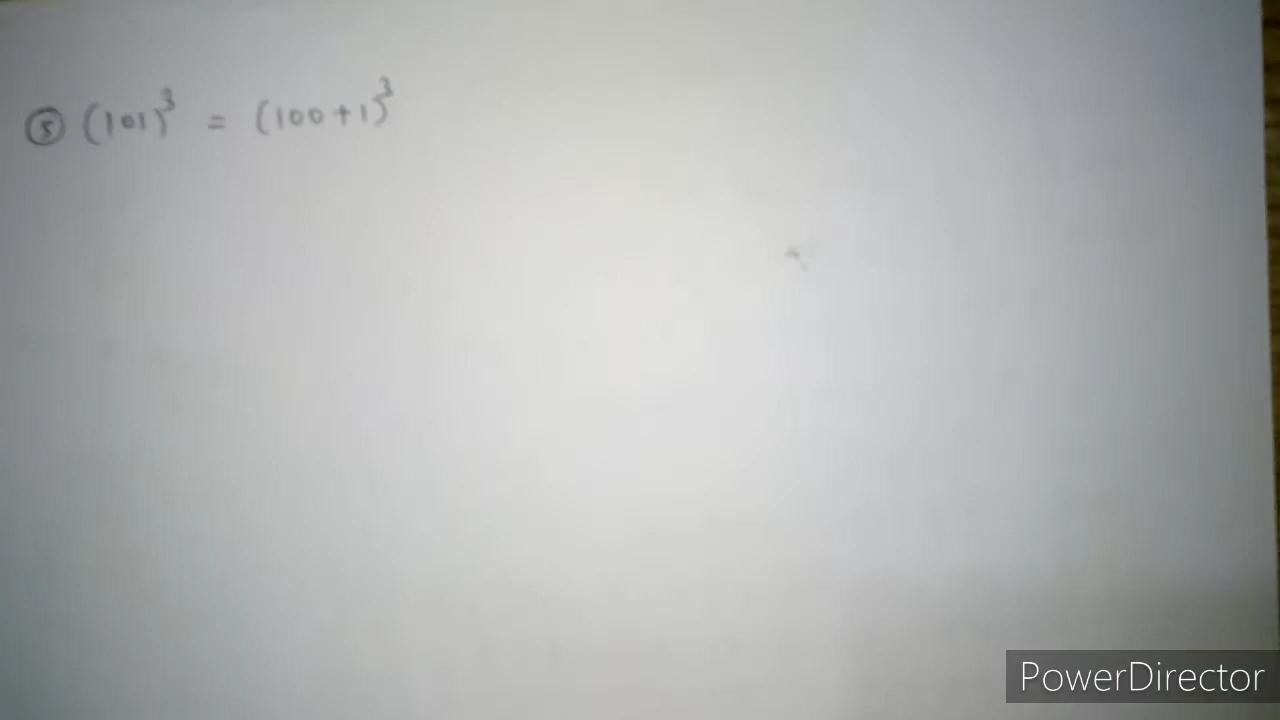 ⑤ (101)³ = (100+1)³
PowerDirector